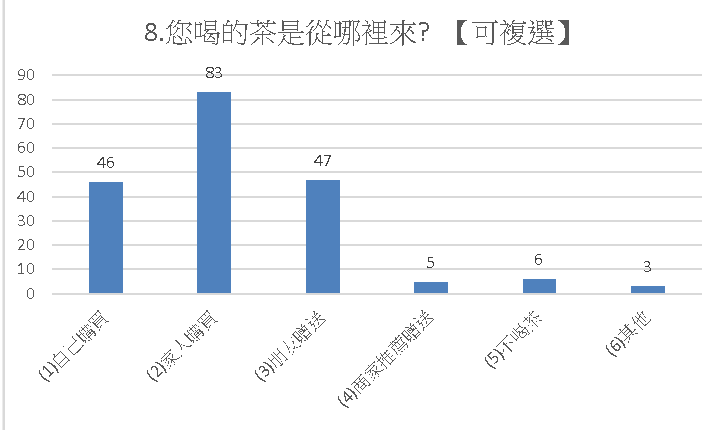 8.您喝的茶是從哪裡來? 【可複選】
90
80
70
60
50
40
30
20
10
0
46
83
47
5
6
3
(1)自己購買
(2)家人購買
(3)朋友贈送
(4)商家推薦贈送
(5)不喝茶
(6)其他